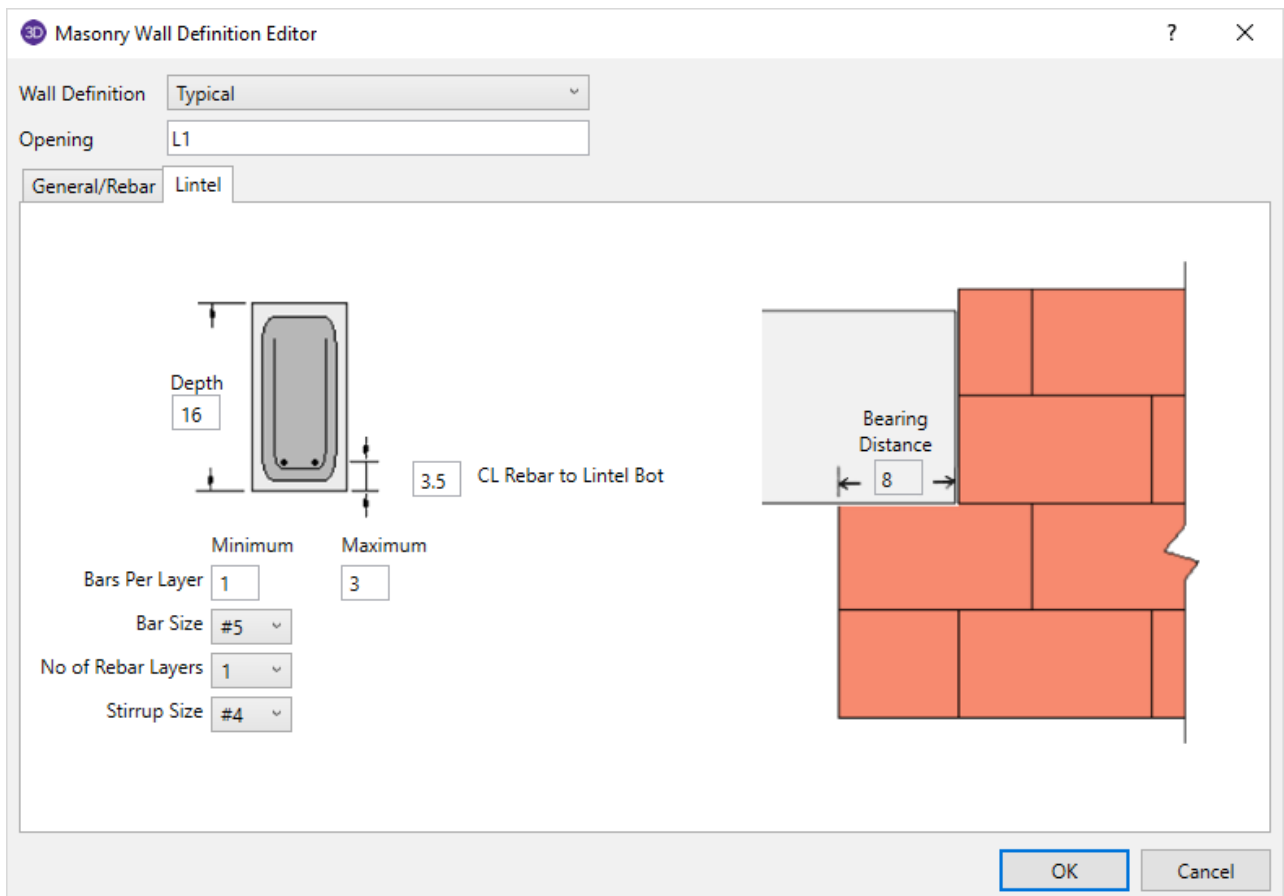 3D Masonry Wall Definition Editor ?
Wall Definition Typical
Opening L1
General/Rebar Lintel
Depth
16
3.5 CL Rebar to Lintel Bot
Bearing
Distance
8
Minimum Maximum
Bars Per Layer 1 3
Bar Size #5
No of Rebar Layers 1
Stirrup Size #4
OK Cancel